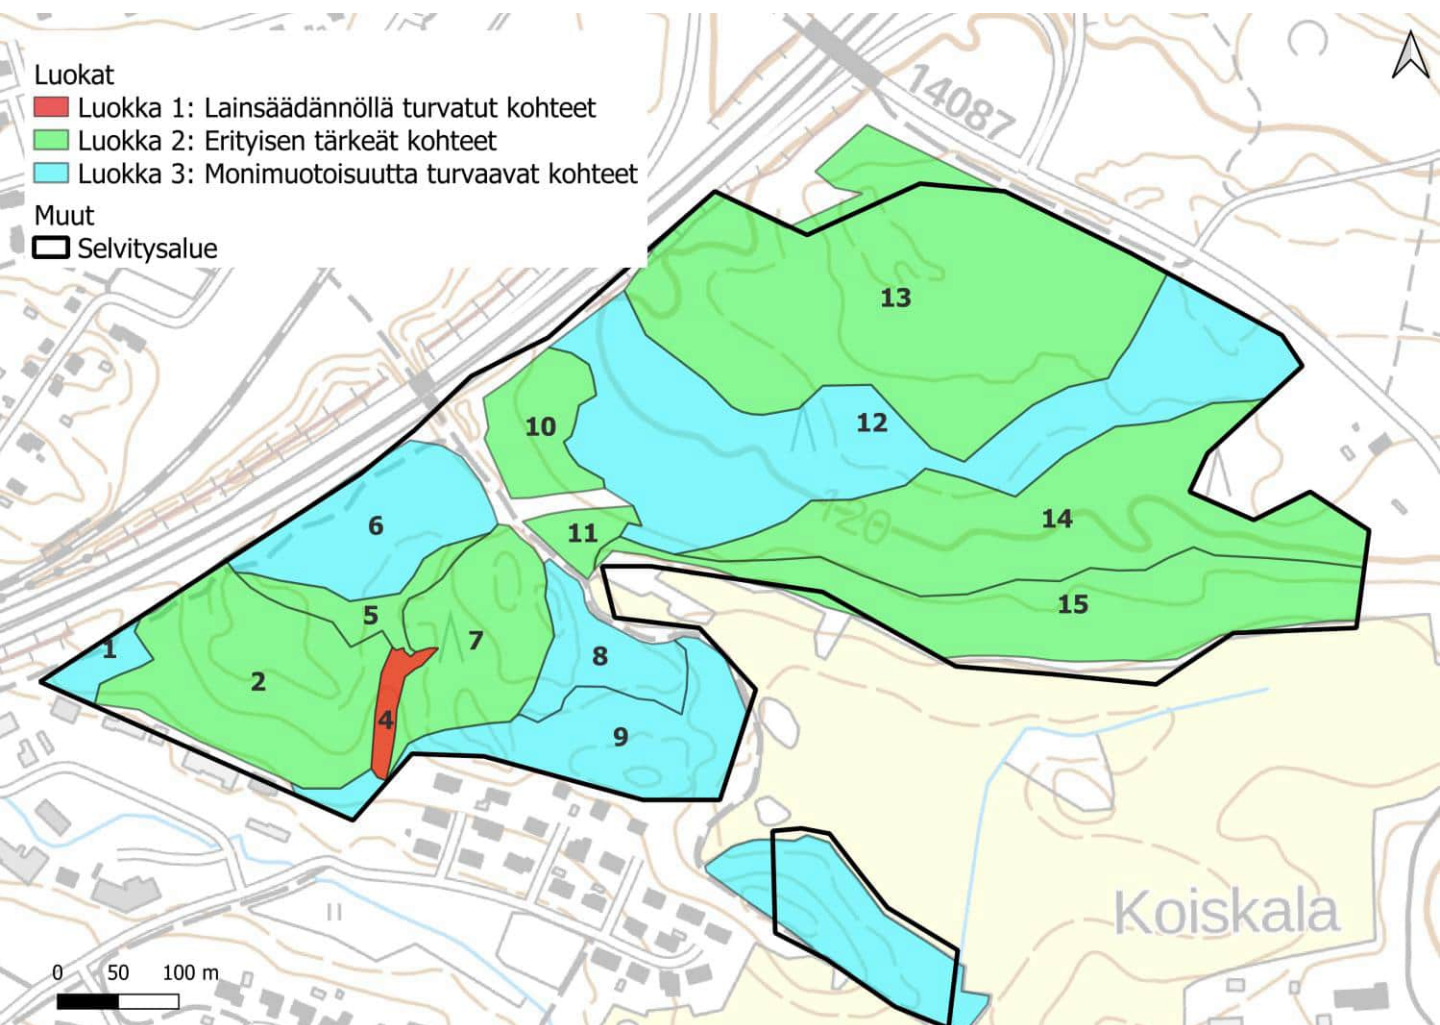 Luokat
Luokka 1: Lainsäädännöllä turvatut kohteet
Luokka 2: Erityisen tärkeät kohteet
Luokka 3: Monimuotoisuutta turvaavat kohteet
Muut
Selvitysalue
14087
13
12
10
6
11
14
120
5
15
7
1
8
2
4
9
Koiskala
0 50 100 m